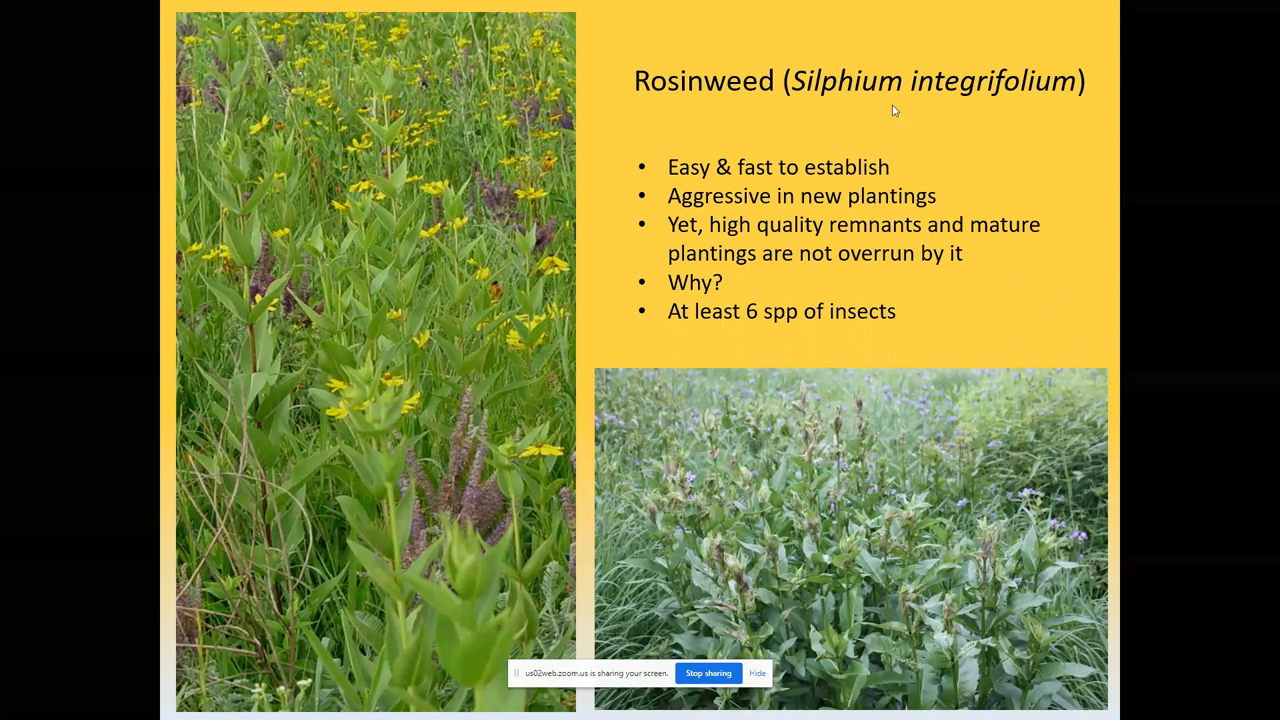 Rosinweed (Silphium integrifolium)
• Easy & fast to establish
• Aggressive in new plantings
• Yet, high quality remnants and mature
plantings are not overrun by it
• Why?
• At least 6 spp of insects
us02web.zoom.us is sharing your screen. Stop sharing Hide